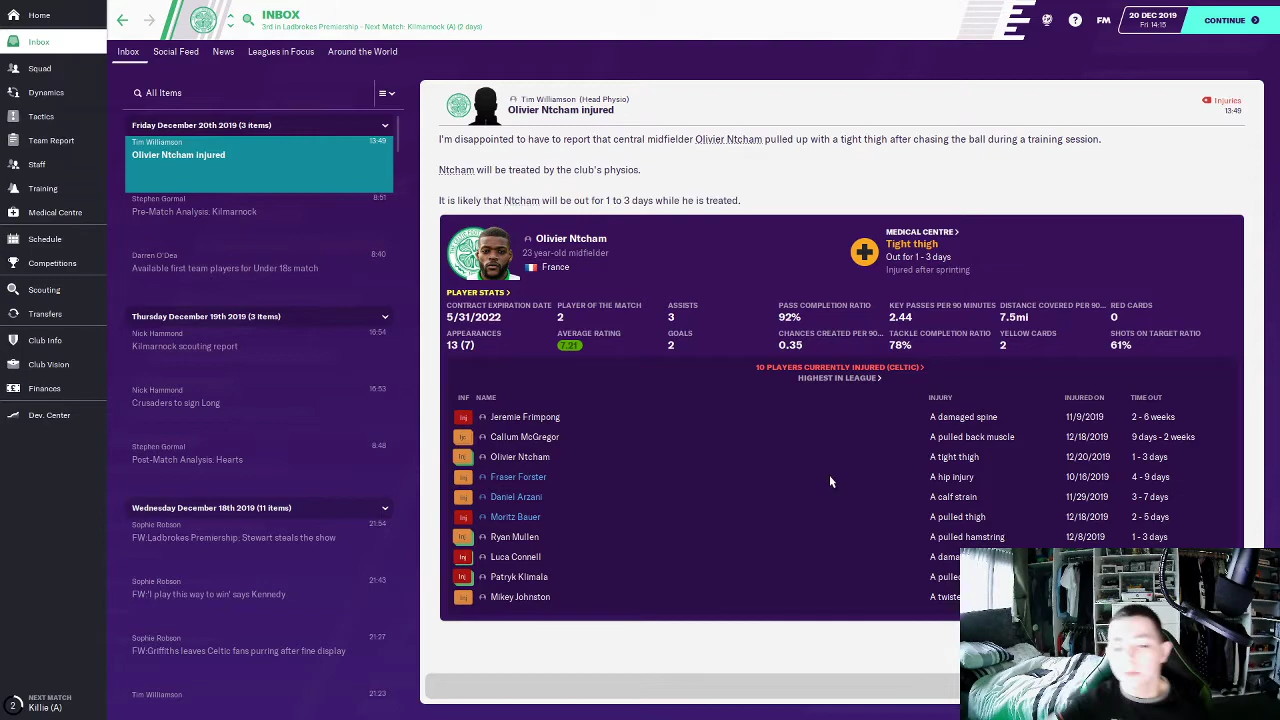 INBOX
3rd in Ladbrokes Premiership - Next Match: Kilmarnock (A) (2 days)
? FM
20 DEC 2019
Fri 14:15
CONTINUE
Inbox
Squad
Dynamics
Tactics
Team Report
Staff
Training
Medical Centre
Schedule
Competitions
Scouting
Transfers
Club Info
Club Vision
Finances
Dev. Center
2 NEXT MATCH
Killie (A)
Inbox Social Feed News Leagues in Focus Around the World
All Items
Friday December 20th 2019 (3 items)
Tim Williamson 13:49
Olivier Ntcham injured
Stephen Gormal 8:51
Pre-Match Analysis: Kilmarnock
Darren O'Dea 8:40
Available first team players for Under 18s match
Thursday December 19th 2019 (3 items)
Nick Hammond 16:54
Kilmarnock scouting report
Nick Hammond 16:53
Crusaders to sign Long
Stephen Gormal 8:48
Post-Match Analysis: Hearts
Wednesday December 18th 2019 (11 items)
Sophie Robson 21:54
FW:Ladbrokes Premiership: Stewart steals the show
Sophie Robson 21:43
FW:'I play this way to win' says Kennedy
Sophie Robson 21:27
FW:Griffiths leaves Celtic fans purring after fine display
Tim Williamson 21:23
Tim Williamson (Head Physio)
Olivier Ntcham injured
Injuries
13:49
I'm disappointed to have to report that central midfielder Olivier Ntcham pulled up with a tight thigh after chasing the ball during a training session.
Ntcham will be treated by the club's physios.
It is likely that Ntcham will be out for 1 to 3 days while he is treated.
Olivier Ntcham
23 year-old midfielder
France
MEDICAL CENTRE
Tight thigh
Out for 1 - 3 days
Injured after sprinting
PLAYER STATS
CONTRACT EXPIRATION DATE PLAYER OF THE MATCH ASSISTS PASS COMPLETION RATIO KEY PASSES PER 90 MINUTES DISTANCE COVERED PER 90... RED CARDS
5/31/2022 2 3 92% 2.44 7.5mi 0
APPEARANCES AVERAGE RATING GOALS CHANCES CREATED PER 90... TACKLE COMPLETION RATIO YELLOW CARDS SHOTS ON TARGET RATIO
13 (7) 7.21 2 0.35 78% 2 61%
10 PLAYERS CURRENTLY INJURED (CELTIC)
HIGHEST IN LEAGUE
INF NAME INJURY INJURED ON TIME OUT
Inj Jeremie Frimpong A damaged spine 11/9/2019 2 - 6 weeks
Inj Callum McGregor A pulled back muscle 12/18/2019 9 days - 2 weeks
Inj Olivier Ntcham A tight thigh 12/20/2019 1 - 3 days
Inj Fraser Forster A hip injury 10/16/2019 4 - 9 days
Inj Daniel Arzani A calf strain 11/29/2019 3 - 7 days
Inj Moritz Bauer A pulled thigh 12/18/2019 2 - 5 days
Inj Ryan Mullen A pulled hamstring 12/8/2019 1 - 3 days
Inj Luca Connell A dama
Inj Patryk Klimala A pulle
Inj Mikey Johnston A twiste